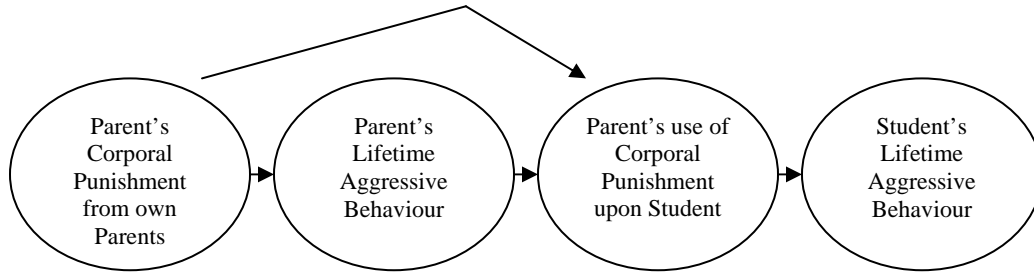 Parent’s
Corporal
Punishment
from own
Parents
Parent’s
Lifetime
Aggressive
Behaviour
Parent’s use of
Corporal
Punishment
upon Student
Student’s
Lifetime
Aggressive
Behaviour